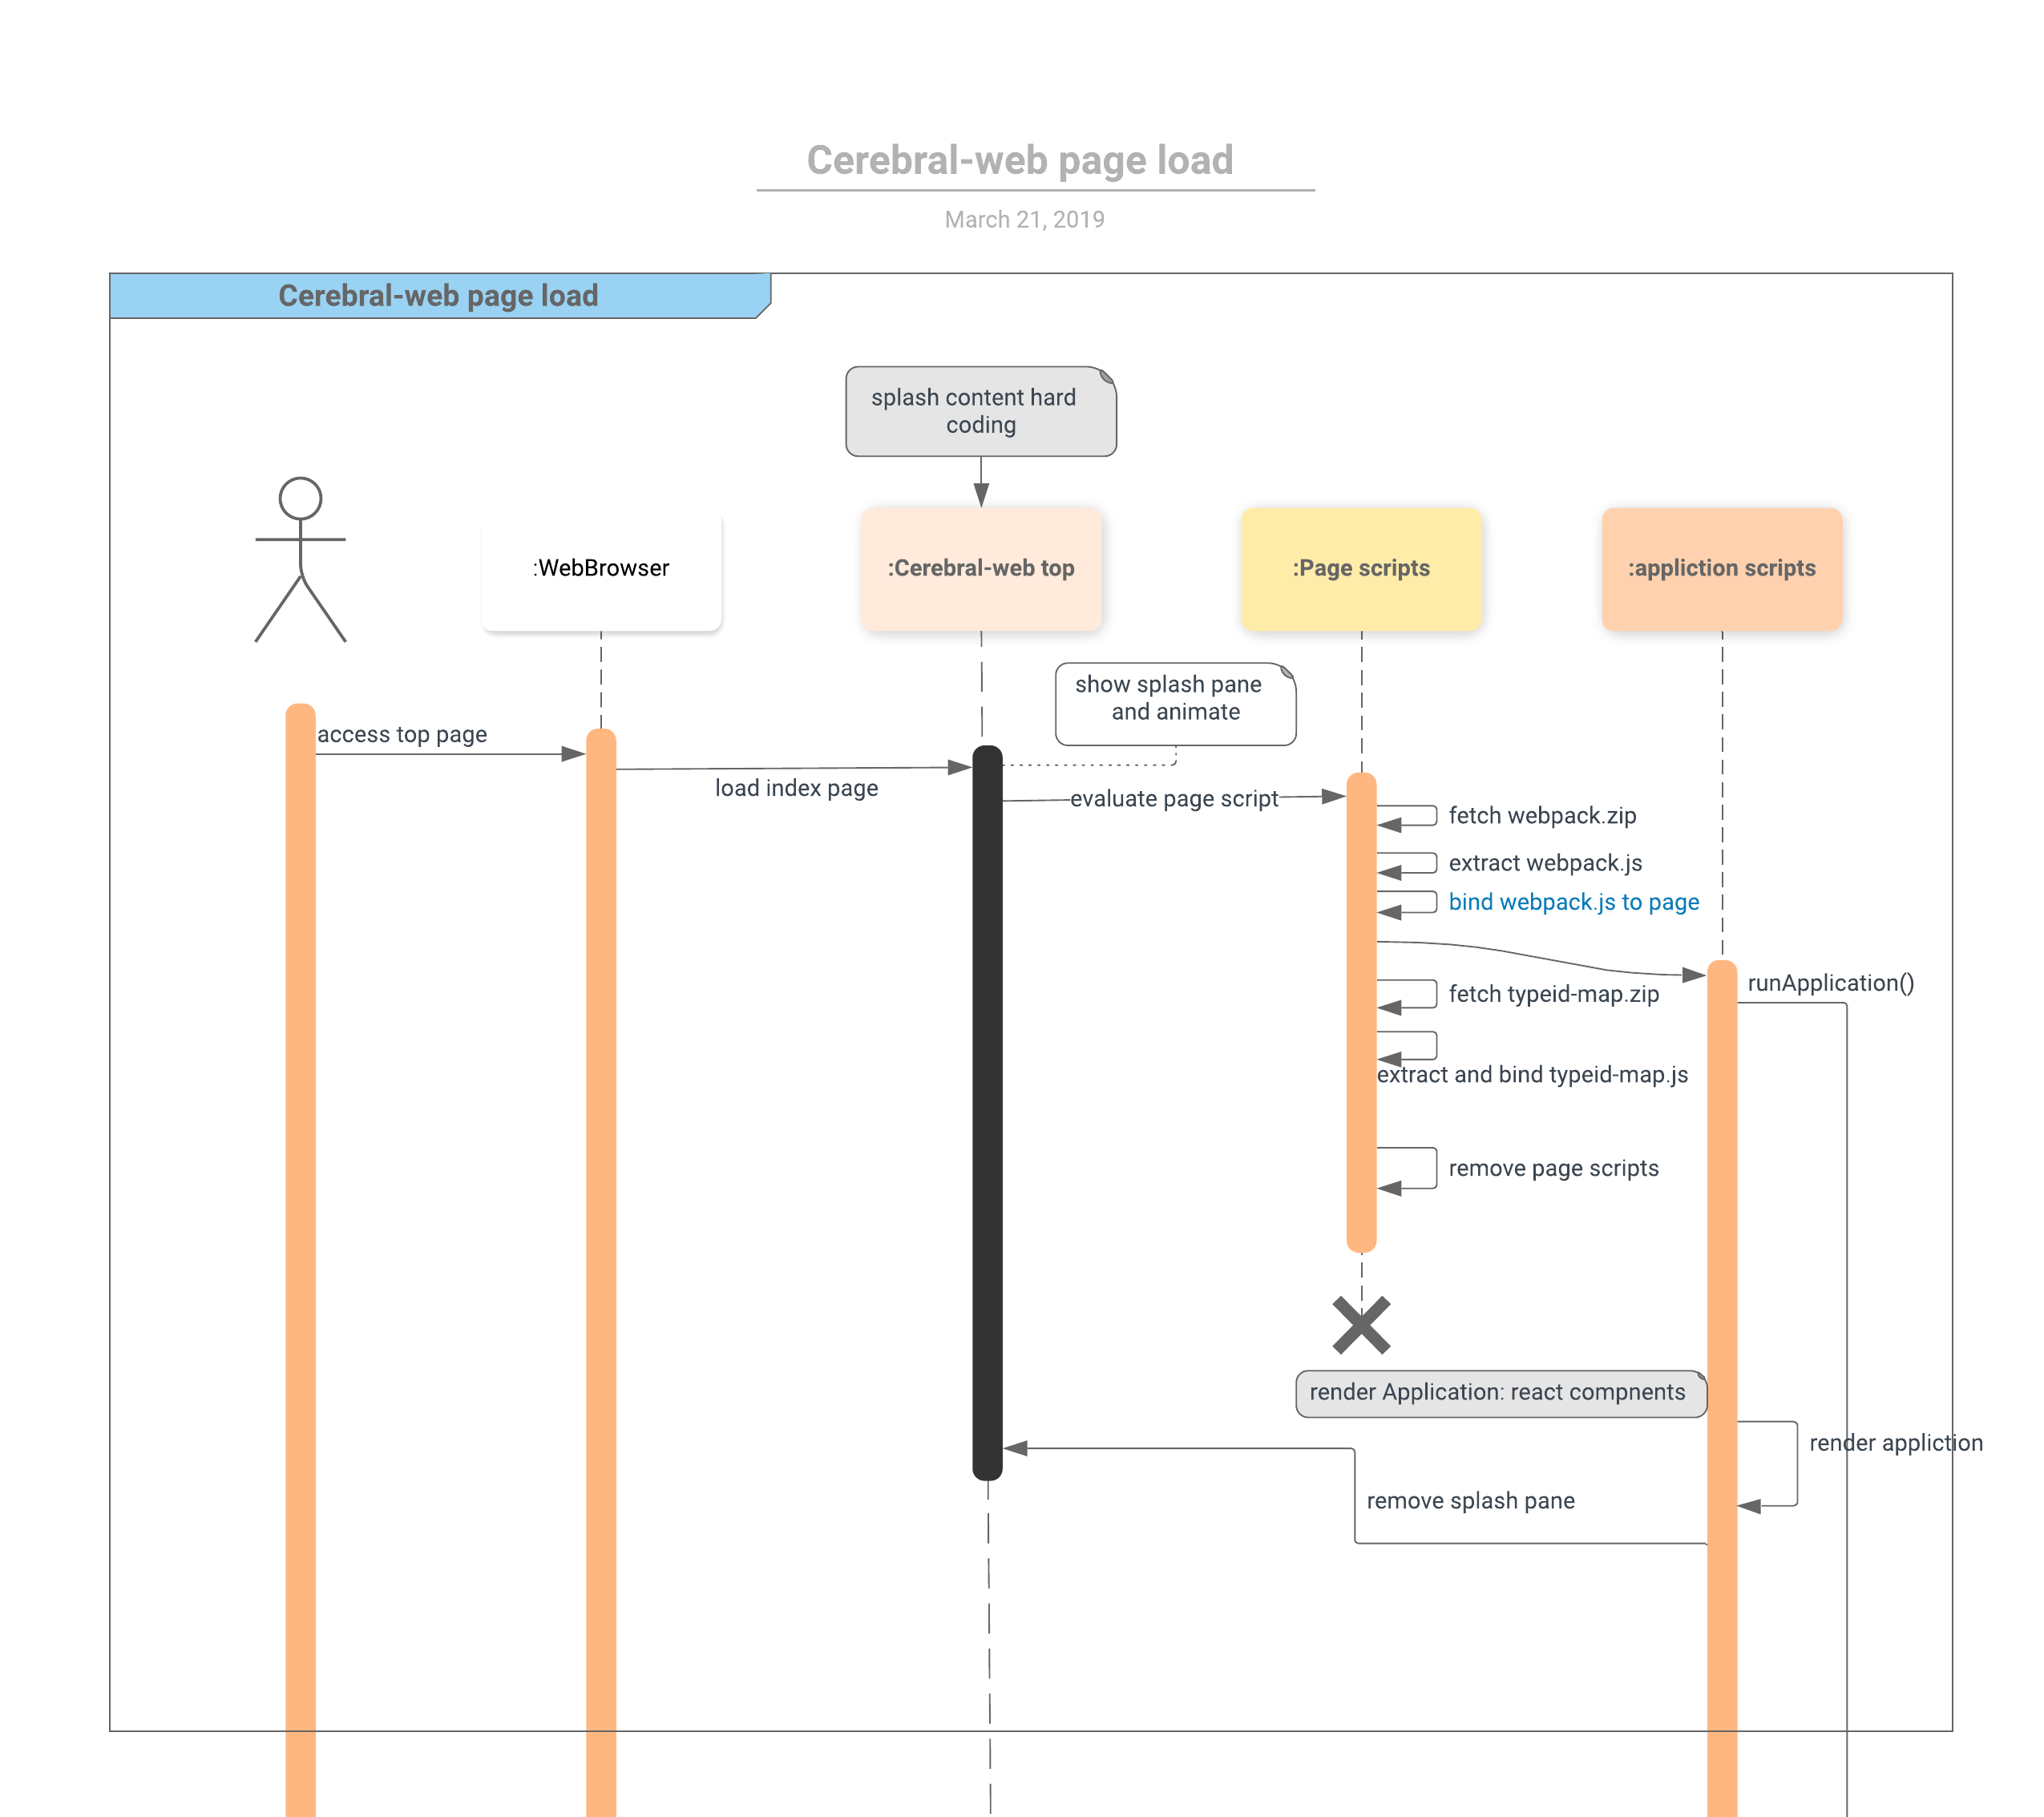 Cerebral-web page load
March 21, 2019
Cerebral-web page load
splash content hard
coding
:WebBrowser
:Cerebral-web top
:Page scripts
:appliction scripts
show splash pane
and animate
access top page
load index page
evaluate page script
fetch webpack.zip
extract webpack.js
bind webpack.js to page
runApplication()
fetch typeid-map.zip
extract and bind typeid-map.js
remove page scripts
render Application: react compnents
render appliction
remove splash pane